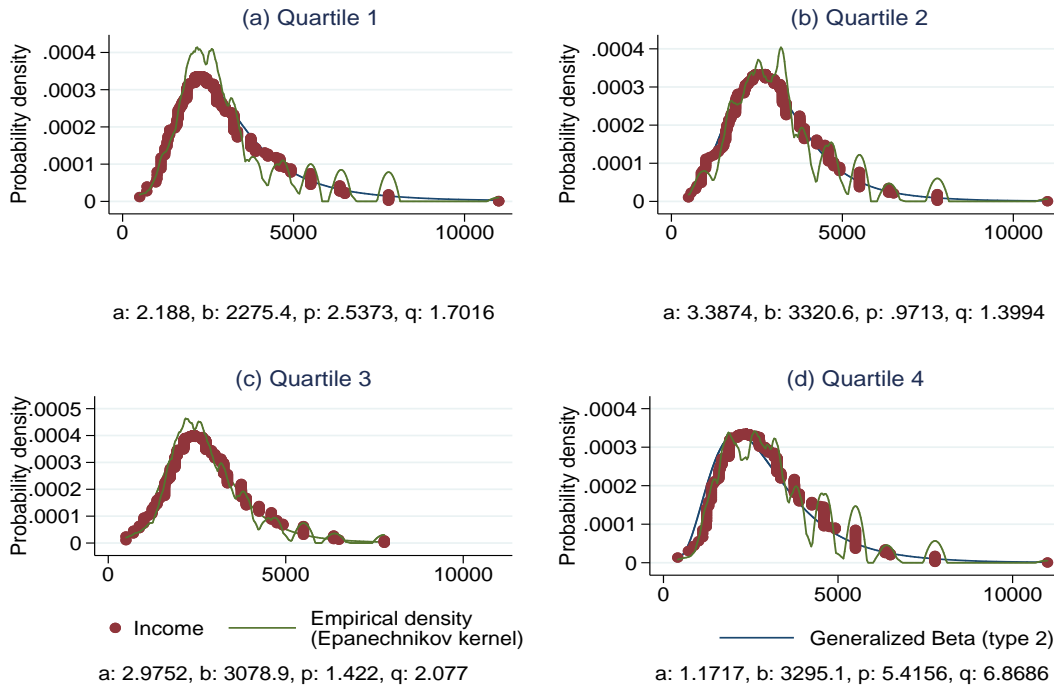 (a) Quartile 1
Probability density
.0004
.0003
.0002
.0001
0
0 5000 10000
a: 2.188, b: 2275.4, p: 2.5373, q: 1.7016
(b) Quartile 2
Probability density
.0004
.0003
.0002
.0001
0
0 5000 10000
a: 3.3874, b: 3320.6, p: .9713, q: 1.3994
(c) Quartile 3
Probability density
.0005
.0004
.0003
.0002
.0001
0
0 5000 10000
Income
Empirical density
(Epanechnikov kernel)
a: 2.9752, b: 3078.9, p: 1.422, q: 2.077
(d) Quartile 4
Probability density
.0004
.0003
.0002
.0001
0
0 5000 10000
Generalized Beta (type 2)
a: 1.1717, b: 3295.1, p: 5.4156, q: 6.8686